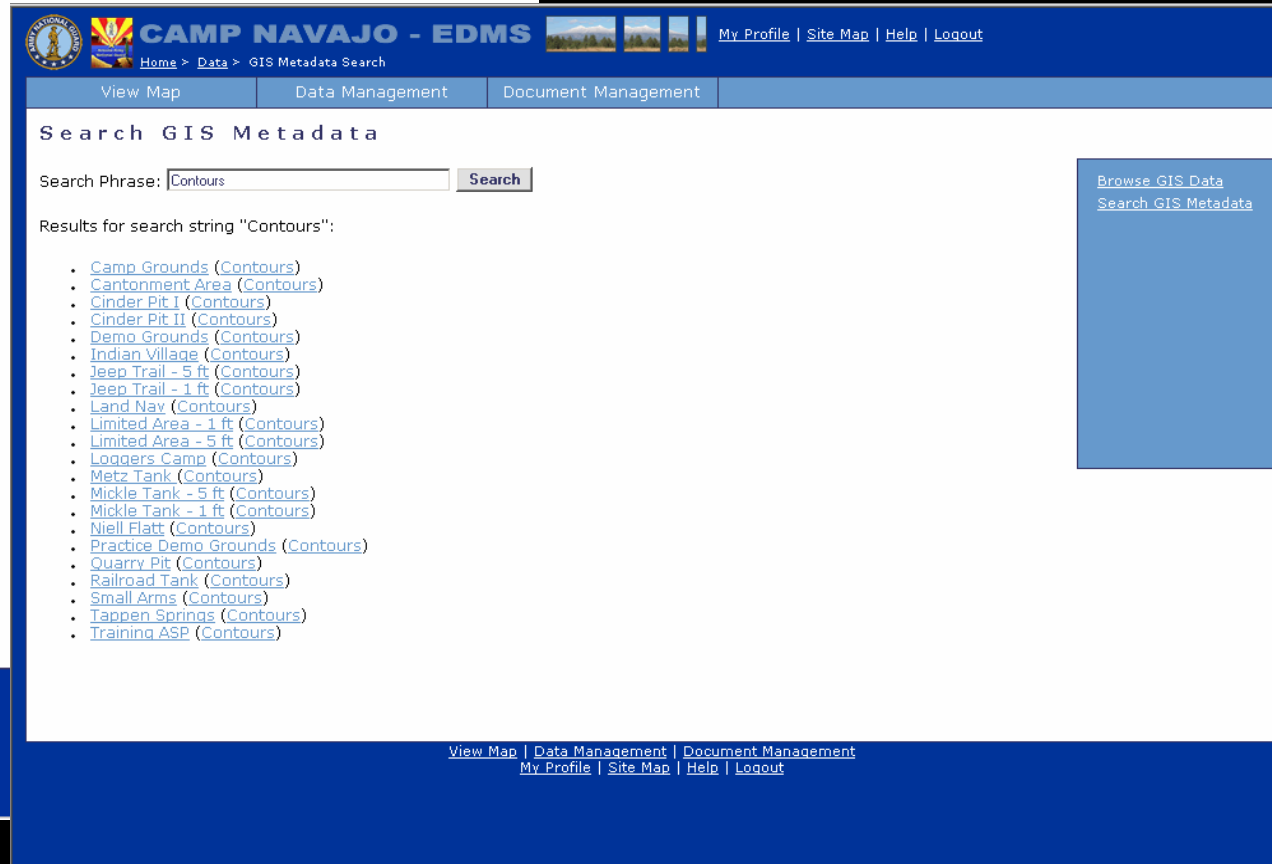 CAMP NAVAJO - EDMS
My Profile | Site Map | Help | Logout
Home > Data > GIS Metadata Search
View Map
Data Management
Document Management
Search GIS Metadata
Search Phrase: Contours Search
Browse GIS Data
Search GIS Metadata
Results for search string "Contours":
Camp Grounds (Contours)
Cantonment Area (Contours)
Cinder Pit I (Contours)
Cinder Pit II (Contours)
Demo Grounds (Contours)
Indian Village (Contours)
Jeep Trail - 5 ft (Contours)
Jeep Trail - 1 ft (Contours)
Land Nav (Contours)
Limited Area - 1 ft (Contours)
Limited Area - 5 ft (Contours)
Loggers Camp (Contours)
Metz Tank (Contours)
Mickle Tank - 5 ft (Contours)
Mickle Tank - 1 ft (Contours)
Niell Flatt (Contours)
Practice Demo Grounds (Contours)
Quarry Pit (Contours)
Railroad Tank (Contours)
Small Arms (Contours)
Tappen Springs (Contours)
Training ASP (Contours)
View Map | Data Management | Document Management
My Profile | Site Map | Help | Logout